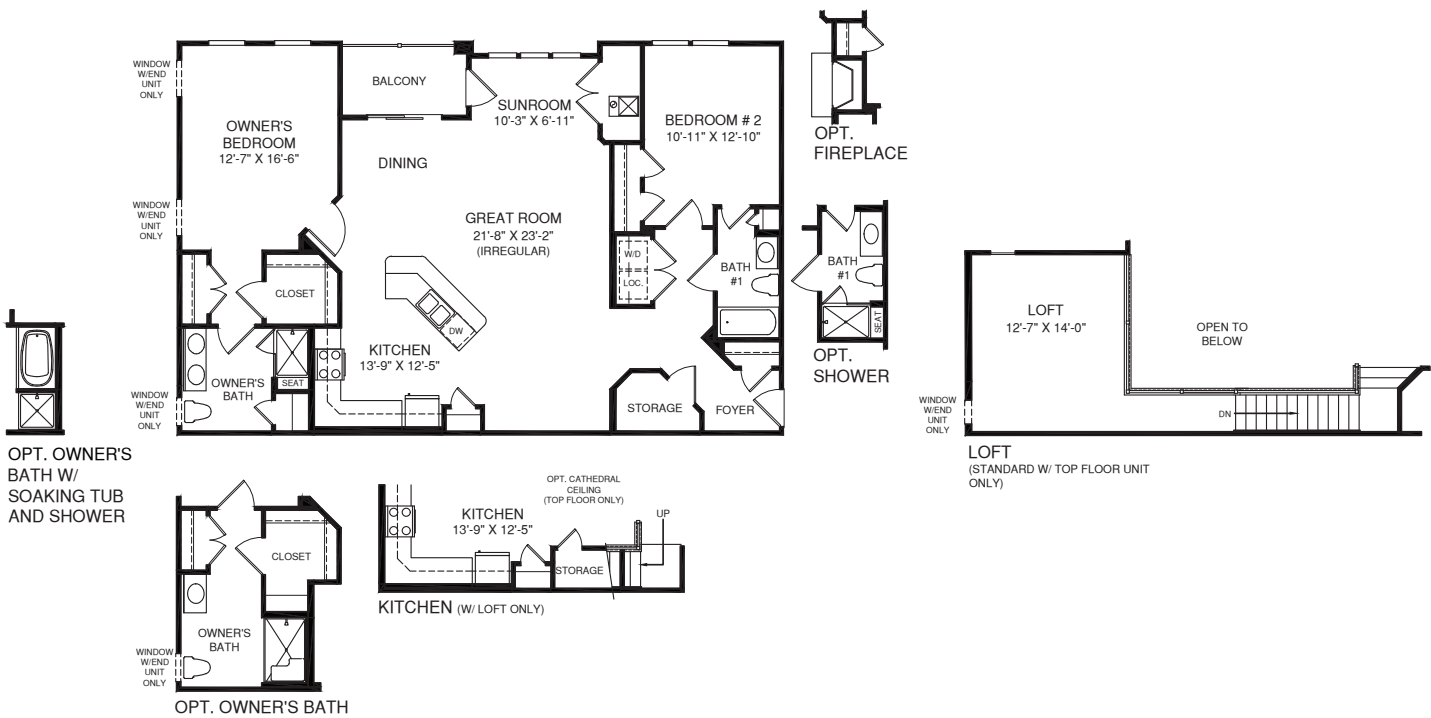 WINDOW
W/END
UNIT
ONLY
OWNER'S
BEDROOM
12'-7" X 16'-6"
BALCONY
SUNROOM
10'-3" X 6'-11"
BEDROOM # 2
10'-11" X 12'-10"
DINING
WINDOW
W/END
UNIT
ONLY
GREAT ROOM
21'-8" X 23'-2"
(IRREGULAR)
W/D
LOC.
BATH
#1
CLOSET
DW
KITCHEN
13'-9" X 12'-5"
OWNER'S
BATH
SEAT
WINDOW
W/END
UNIT
ONLY
STORAGE
FOYER
OPT.
FIREPLACE
BATH
#1
SEAT
OPT.
SHOWER
LOFT
12'-7" X 14'-0"
OPEN TO
BELOW
WINDOW
W/END
UNIT
ONLY
DN
LOFT
(STANDARD W/ TOP FLOOR UNIT
ONLY)
OPT. OWNER'S
BATH W/
SOAKING TUB
AND SHOWER
CLOSET
OWNER'S
BATH
WINDOW
W/END
UNIT
ONLY
OPT. OWNER'S BATH
OPT. CATHEDRAL
CEILING
(TOP FLOOR ONLY)
KITCHEN
13'-9" X 12'-5"
UP
STORAGE
KITCHEN (W/ LOFT ONLY)